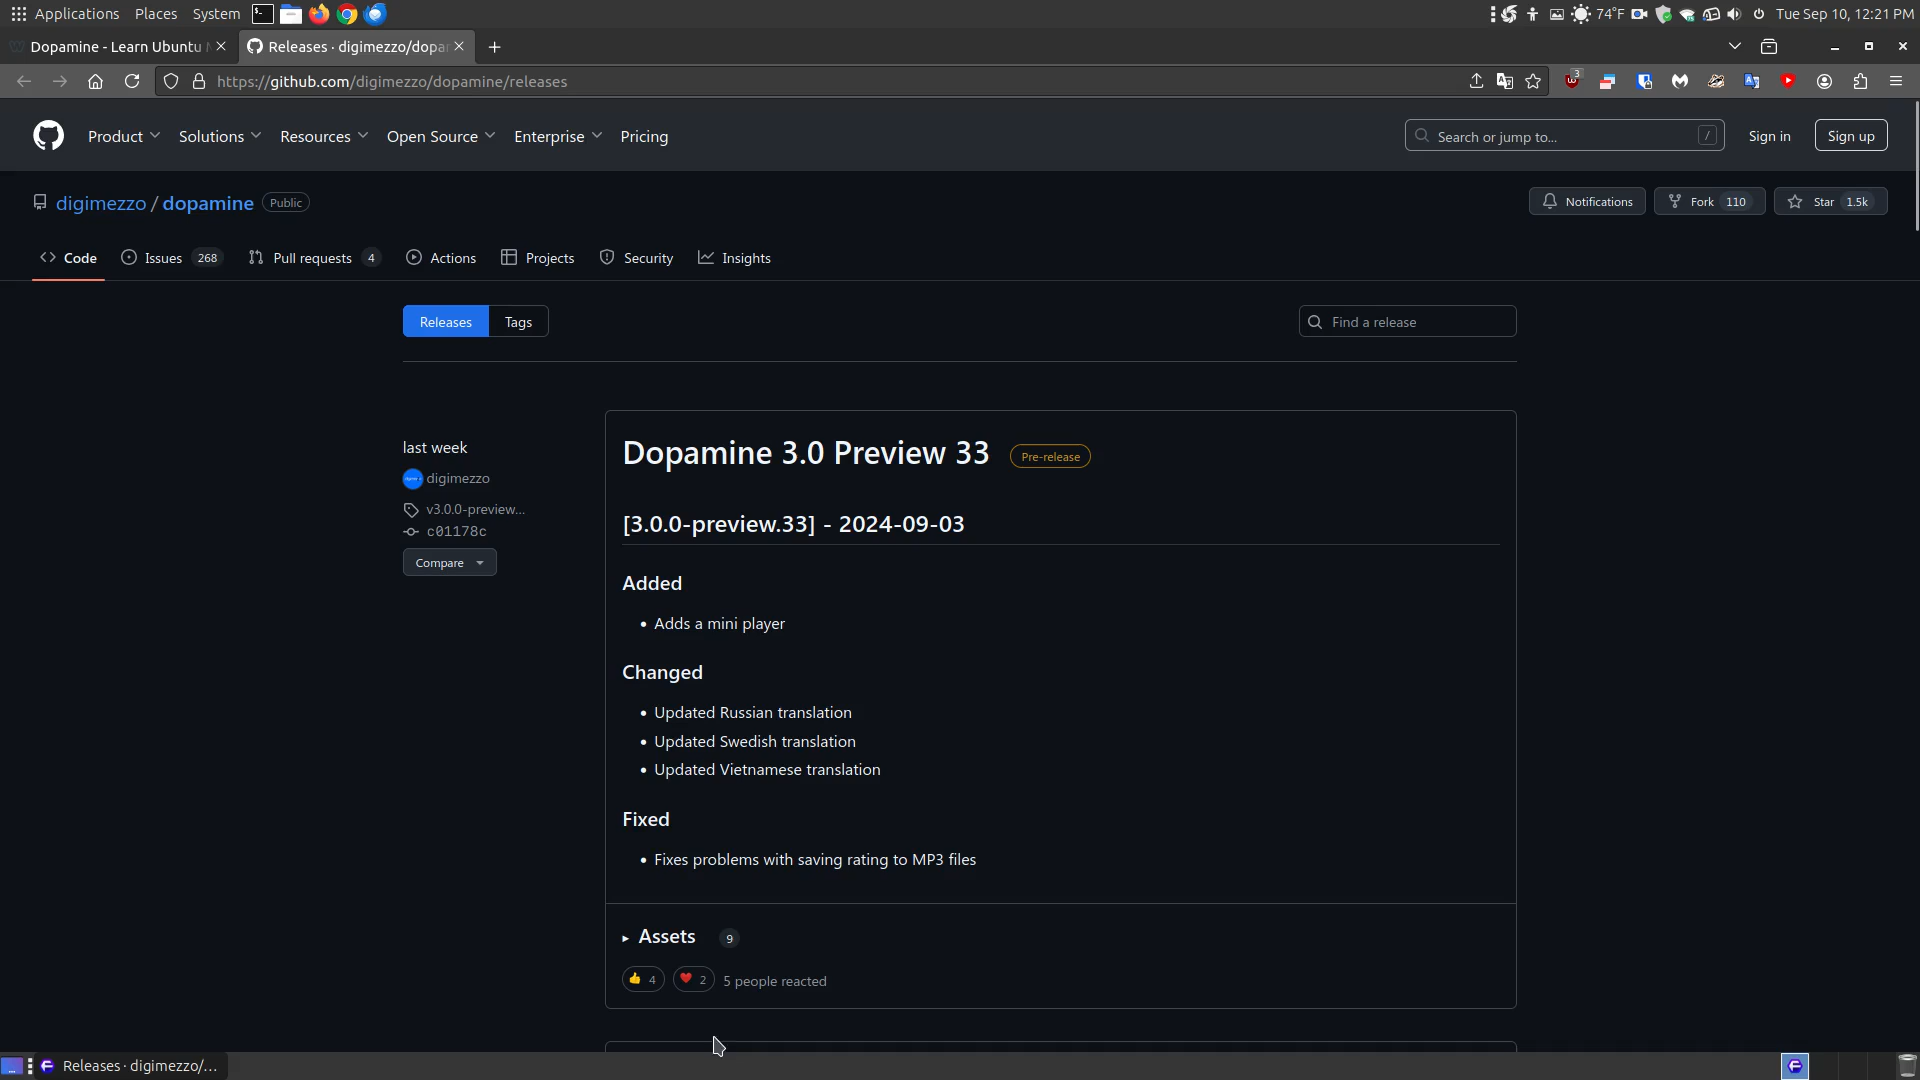 Applications Places System 74°F Tue Sep 10, 12:21 PM
Dopamine - Learn Ubuntu Releases · digimezzo/dopa
https://github.com/digimezzo/dopamine/releases 3
Product Solutions Resources Open Source Enterprise Pricing Search or jump to... / Sign in Sign up
digimezzo / dopamine Public Notifications Fork 110 Star 1.5k
Code Issues 268 Pull requests 4 Actions Projects Security Insights
Releases Tags Find a release
last week
digimezzo
v3.0.0-preview...
c01178c
Compare
Dopamine 3.0 Preview 33 Pre-release
[3.0.0-preview.33] - 2024-09-03
Added
• Adds a mini player
Changed
• Updated Russian translation
• Updated Swedish translation
• Updated Vietnamese translation
Fixed
• Fixes problems with saving rating to MP3 files
Assets 9
4 2 5 people reacted
Releases · digimezzo/...